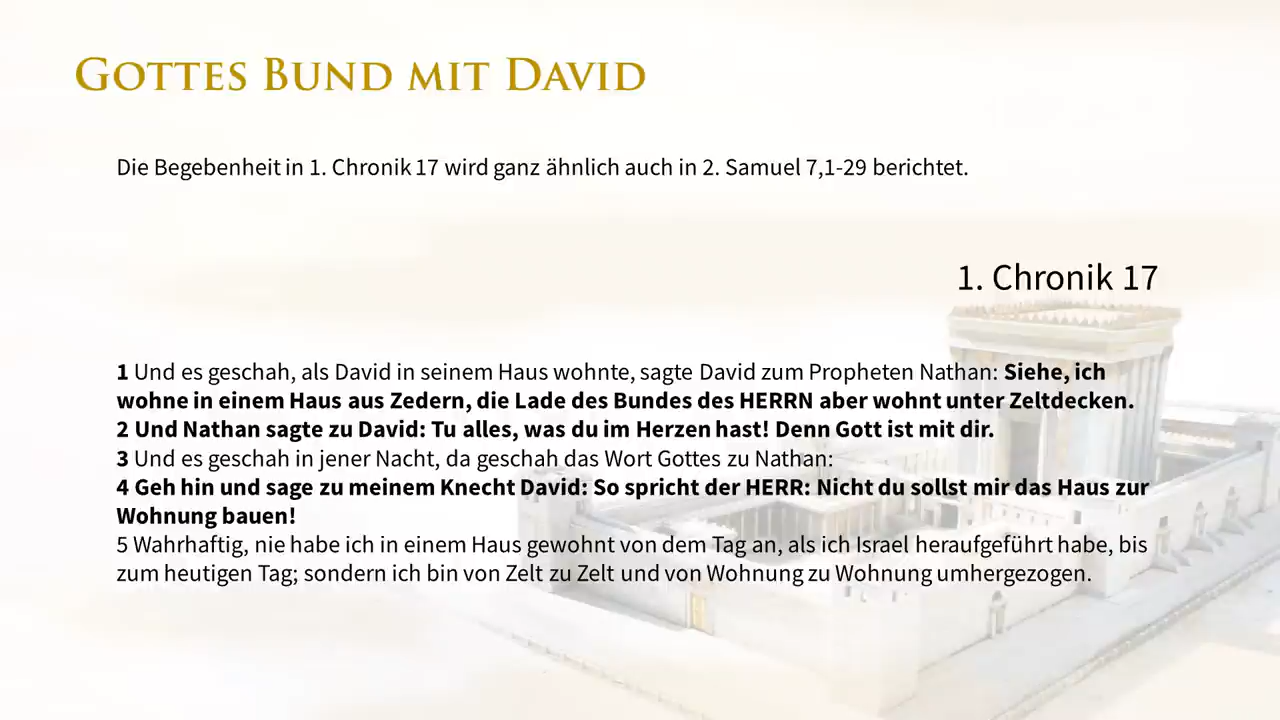 Gottes Bund mit David
Die Begebenheit in 1. Chronik 17 wird ganz ähnlich auch in 2. Samuel 7,1-29 berichtet.
1. Chronik 17
1 Und es geschah, als David in seinem Haus wohnte, sagte David zum Propheten Nathan: Siehe, ich
wohne in einem Haus aus Zedern, die Lade des Bundes des HERRN aber wohnt unter Zeltdecken.
2 Und Nathan sagte zu David: Tu alles, was du im Herzen hast! Denn Gott ist mit dir.
3 Und es geschah in jener Nacht, da geschah das Wort Gottes zu Nathan:
4 Geh hin und sage zu meinem Knecht David: So spricht der HERR: Nicht du sollst mir das Haus zur
Wohnung bauen!
5 Wahrhaftig, nie habe ich in einem Haus gewohnt von dem Tag an, als ich Israel heraufgeführt habe, bis
zum heutigen Tag; sondern ich bin von Zelt zu Zelt und von Wohnung zu Wohnung umhergezogen.